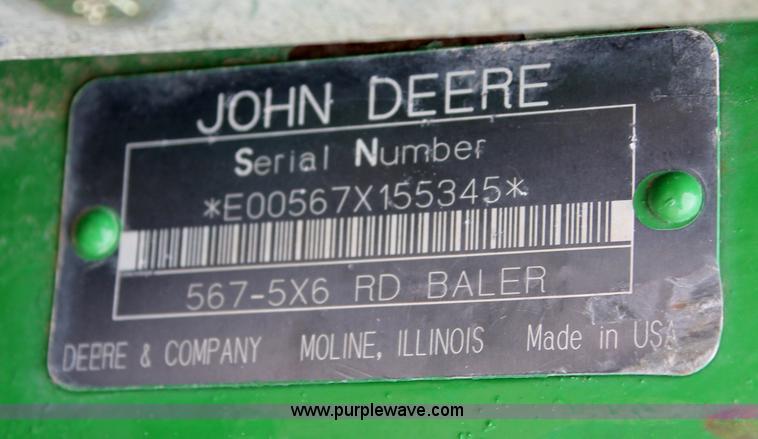 JOHN DEERE
Serial Number
*E00567X155345*
567-5X6 RD BALER
DEERE & COMPANY MOLINE, ILLINOIS Made in USA
www.purplewave.com